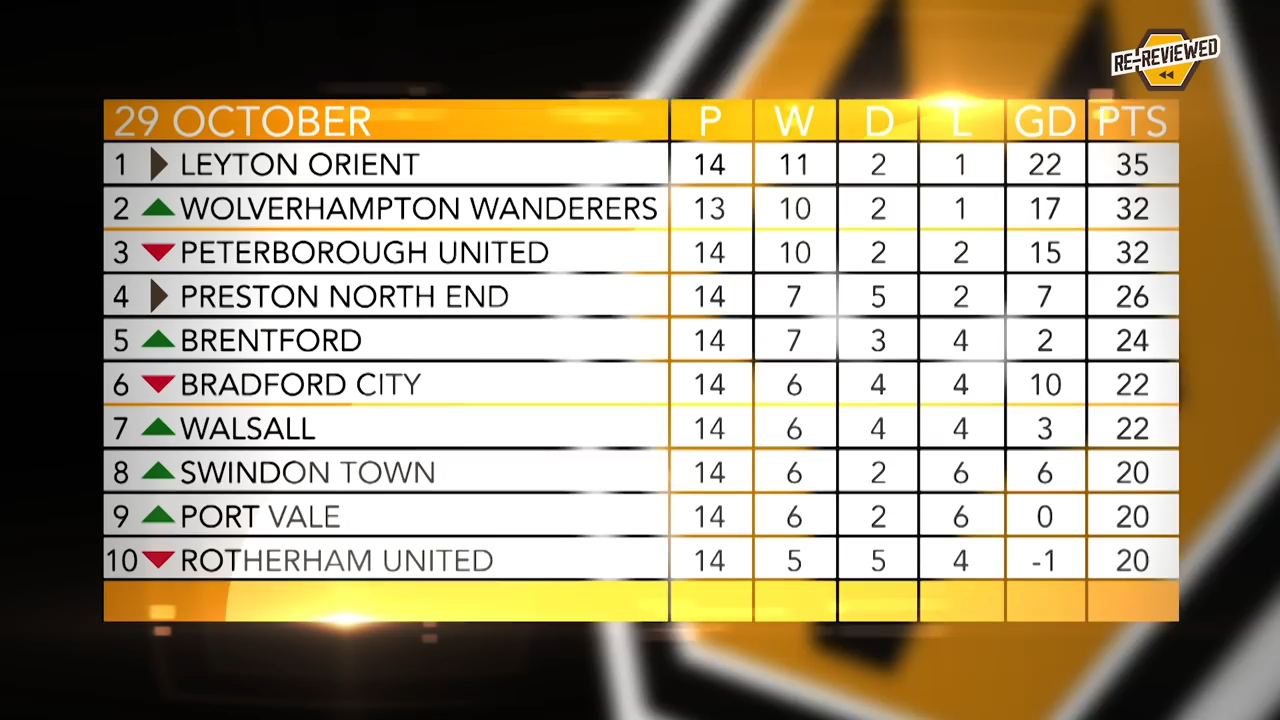 RE-REVIEWED
29 OCTOBER P W D L GD PTS
1 LEYTON ORIENT 14 11 2 1 22 35
2 WOLVERHAMPTON WANDERERS 13 10 2 1 17 32
3 PETERBOROUGH UNITED 14 10 2 2 15 32
4 PRESTON NORTH END 14 7 5 2 7 26
5 BRENTFORD 14 7 3 4 2 24
6 BRADFORD CITY 14 6 4 4 10 22
7 WALSALL 14 6 4 4 3 22
8 SWINDON TOWN 14 6 2 6 6 20
9 PORT VALE 14 6 2 6 0 20
10 ROTHERHAM UNITED 14 5 5 4 -1 20